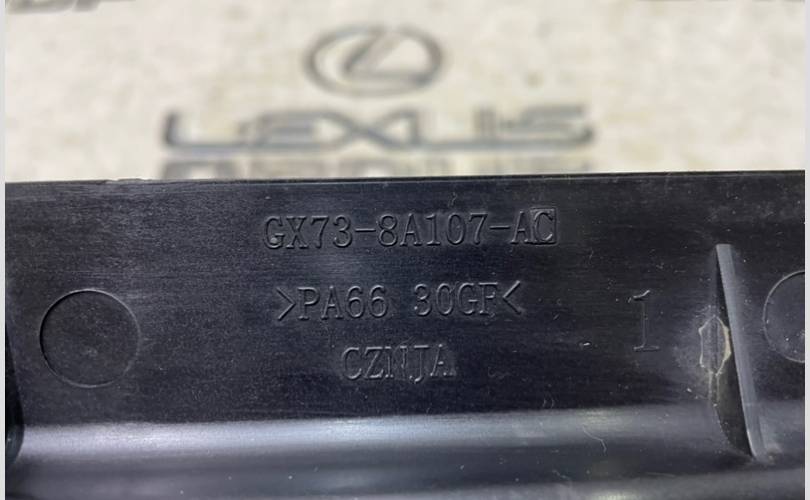 LEXUS
GX73-8A107-AC
>PA66 30GF<
CZNJA
1